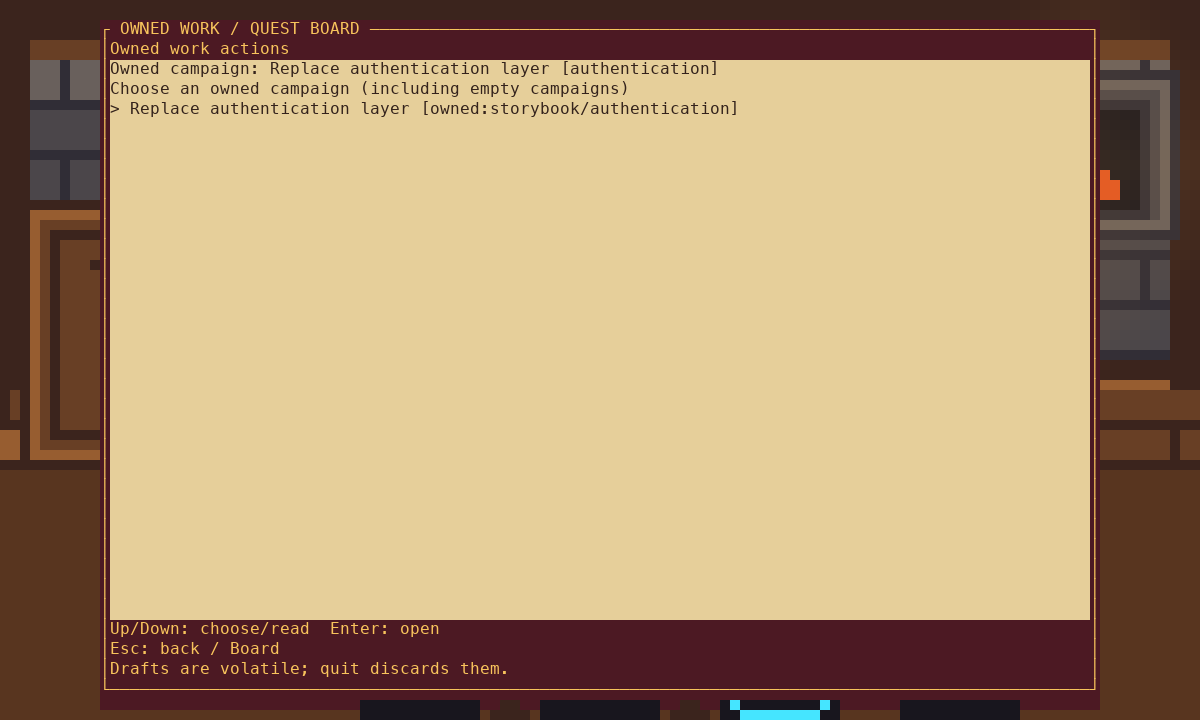 OWNED WORK / QUEST BOARD
Owned work actions
Owned campaign: Replace authentication layer [authentication]
Choose an owned campaign (including empty campaigns)
> Replace authentication layer [owned:storybook/authentication]
Up/Down: choose/read  Enter: open
Esc: back / Board
Drafts are volatile; quit discards them.